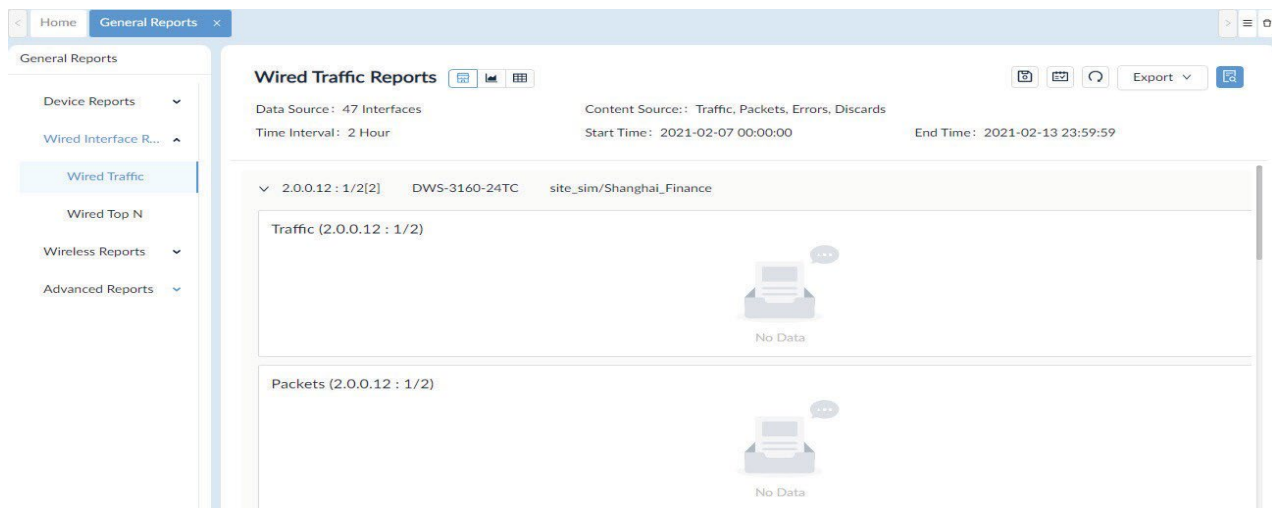 Home General Reports ×
General Reports
Device Reports
Wired Interface R...
Wired Traffic
Wired Top N
Wireless Reports
Advanced Reports
Wired Traffic Reports
Export
Data Source: 47 Interfaces Content Source:: Traffic, Packets, Errors, Discards
Time Interval: 2 Hour Start Time: 2021-02-07 00:00:00 End Time: 2021-02-13 23:59:59
2.0.0.12 : 1/2[2] DWS-3160-24TC site_sim/Shanghai_Finance
Traffic (2.0.0.12 : 1/2)
No Data
Packets (2.0.0.12 : 1/2)
No Data